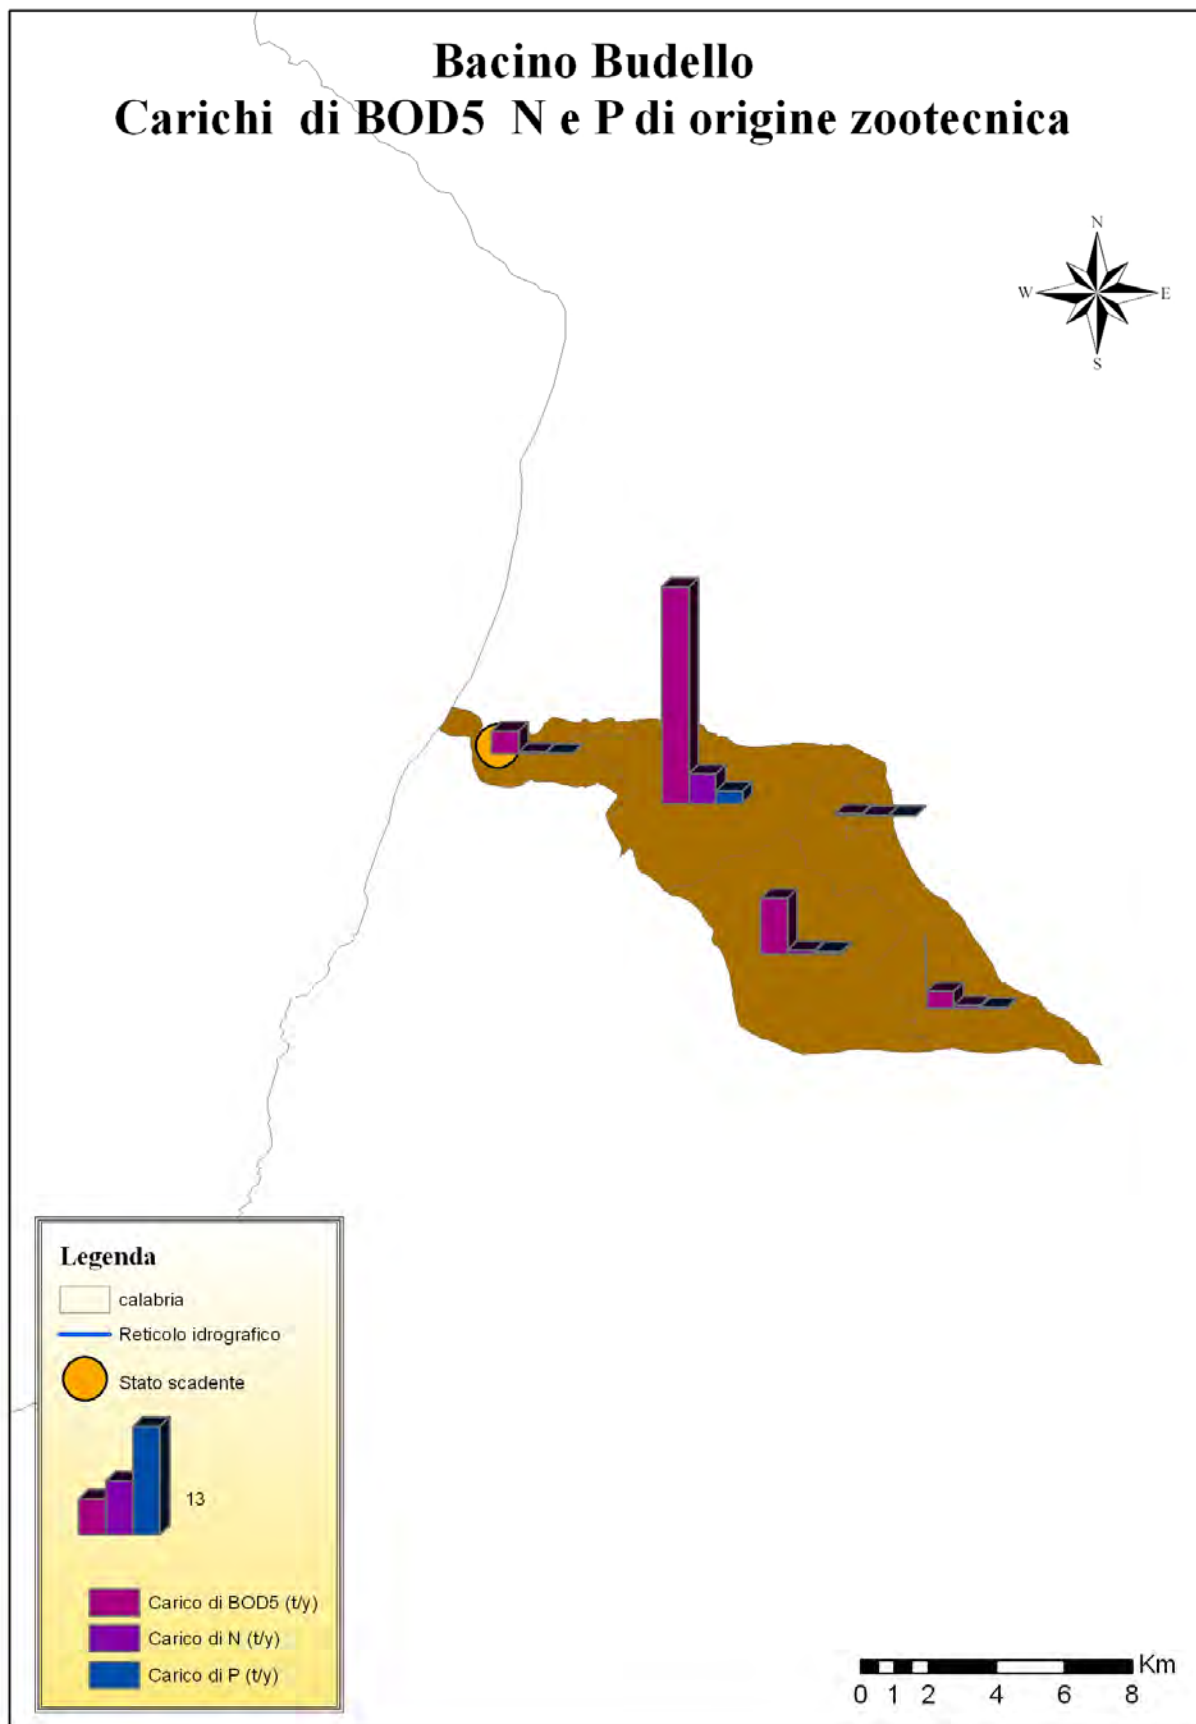 Bacino Budello
Carichi di BOD5 N e P di origine zootecnica
N
W
E
S
Legenda
calabria
Reticolo idrografico
Stato scadente
13
Carico di BOD5 (t/y)
Carico di N (t/y)
Carico di P (t/y)
Km
0 1 2 4 6 8